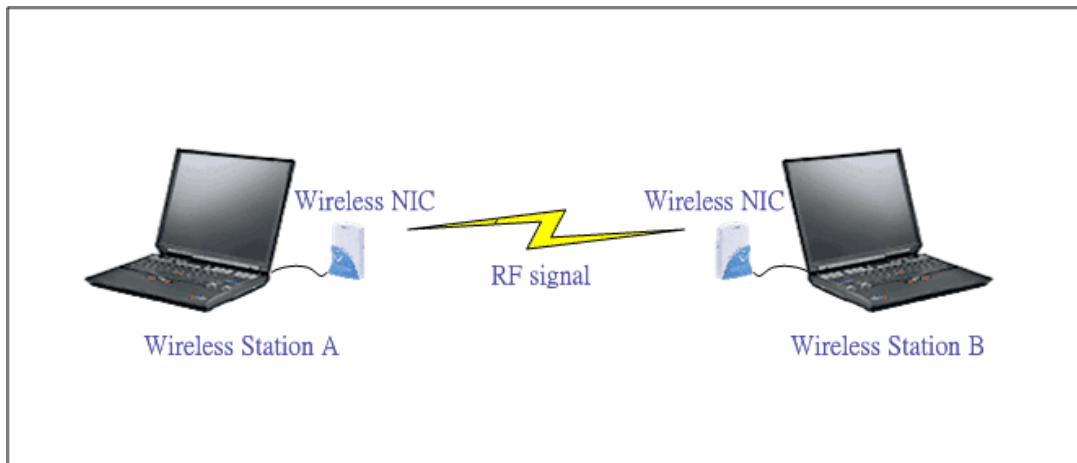 Wireless NIC
Wireless NIC
RF signal
Wireless Station A
Wireless Station B